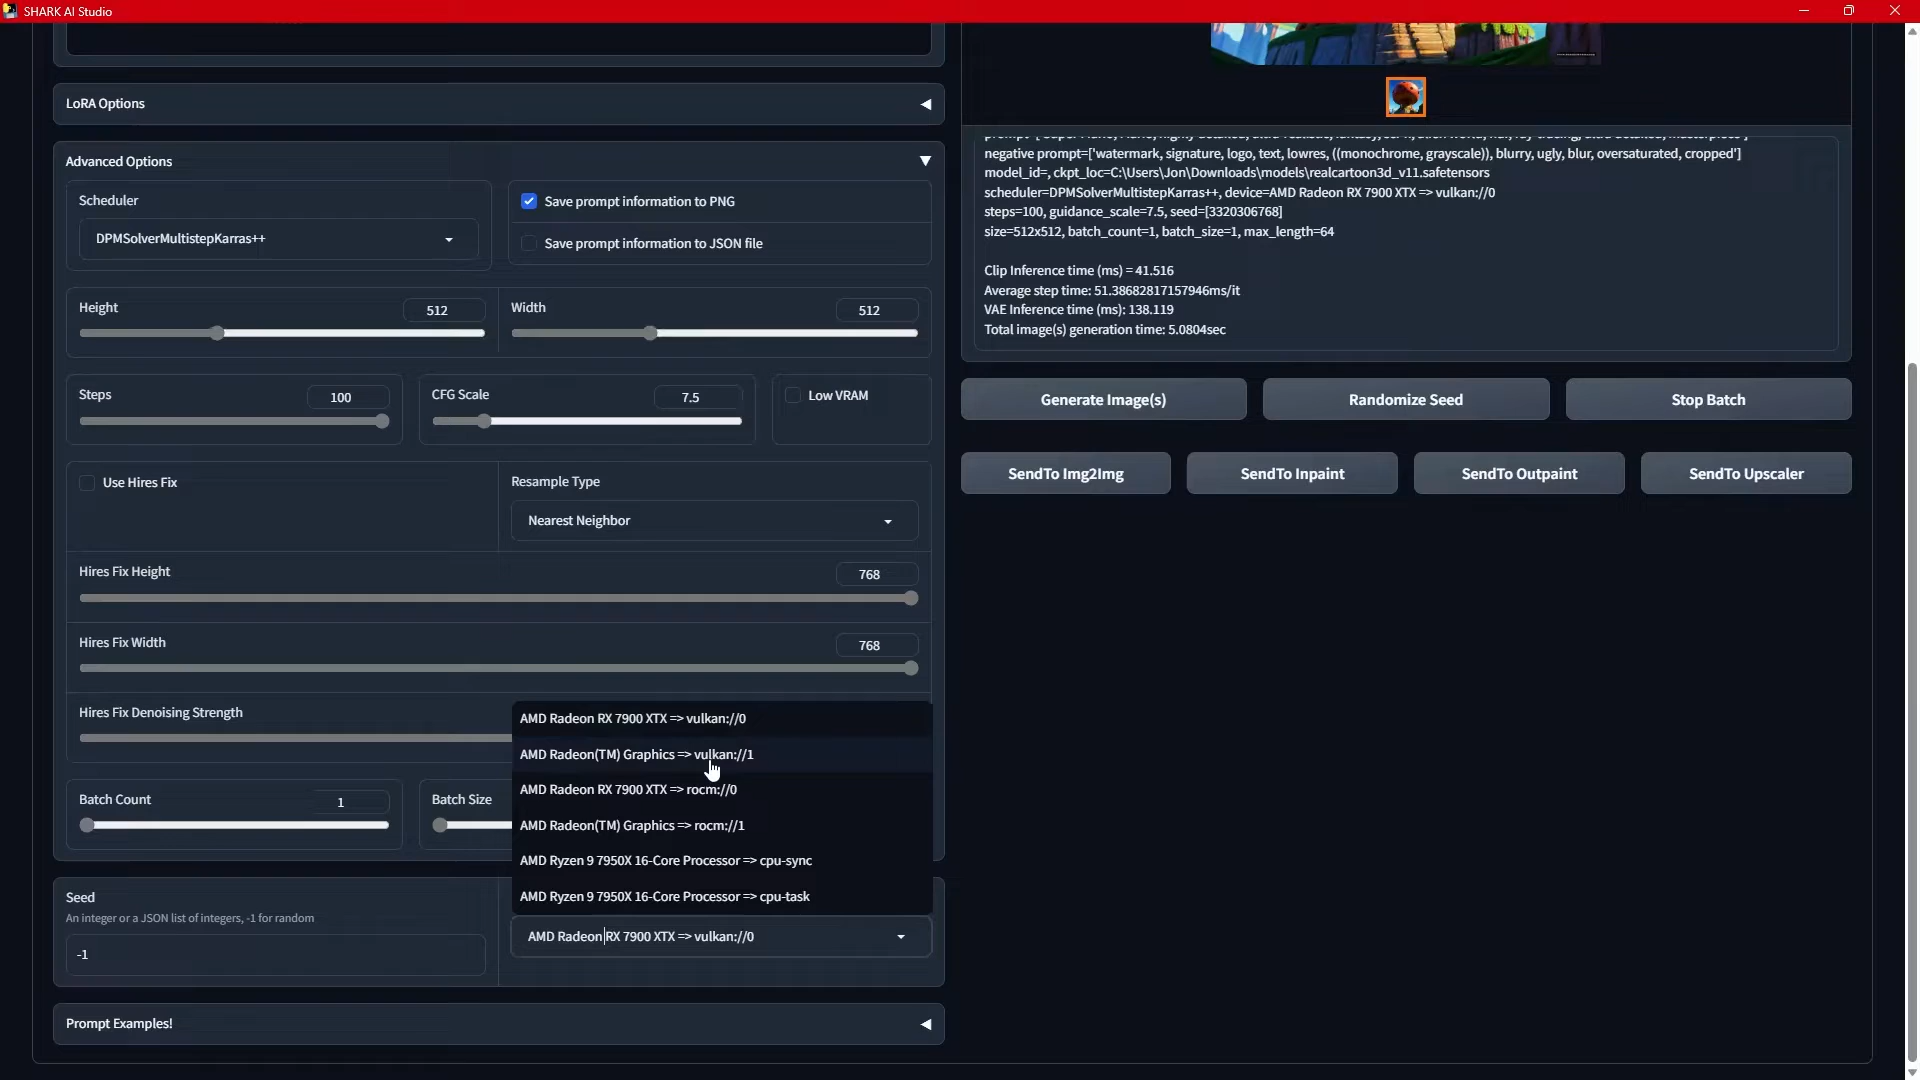 SHARK AI Studio
LoRA Options
Advanced Options
Scheduler
DPMSolverMultistepKarras++
Save prompt information to PNG
Save prompt information to JSON file
Height
512
Width
512
Steps
100
CFG Scale
7.5
Low VRAM
Use Hires Fix
Resample Type
Nearest Neighbor
Hires Fix Height
768
Hires Fix Width
768
Hires Fix Denoising Strength
Batch Count
1
Batch Size
AMD Radeon RX 7900 XTX => vulkan://0
AMD Radeon(TM) Graphics => vulkan://1
AMD Radeon RX 7900 XTX => rocm://0
AMD Radeon(TM) Graphics => rocm://1
AMD Ryzen 9 7950X 16-Core Processor => cpu-sync
AMD Ryzen 9 7950X 16-Core Processor => cpu-task
Seed
An integer or a JSON list of integers, -1 for random
-1
AMD Radeon RX 7900 XTX => vulkan://0
Prompt Examples!
negative prompt=['watermark, signature, logo, text, lowres, ((monochrome, grayscale)), blurry, ugly, blur, oversaturated, cropped']
model_id=, ckpt_loc=C:\Users\Jon\Downloads\models\realcartoon3d_v11.safetensors
scheduler=DPMSolverMultistepKarras++, device=AMD Radeon RX 7900 XTX => vulkan://0
steps=100, guidance_scale=7.5, seed=[3320306768]
size=512x512, batch_count=1, batch_size=1, max_length=64
Clip Inference time (ms) = 41.516
Average step time: 51.38682817157946ms/it
VAE Inference time (ms): 138.119
Total image(s) generation time: 5.0804sec
Generate Image(s)
Randomize Seed
Stop Batch
SendTo Img2Img
SendTo Inpaint
SendTo Outpaint
SendTo Upscaler